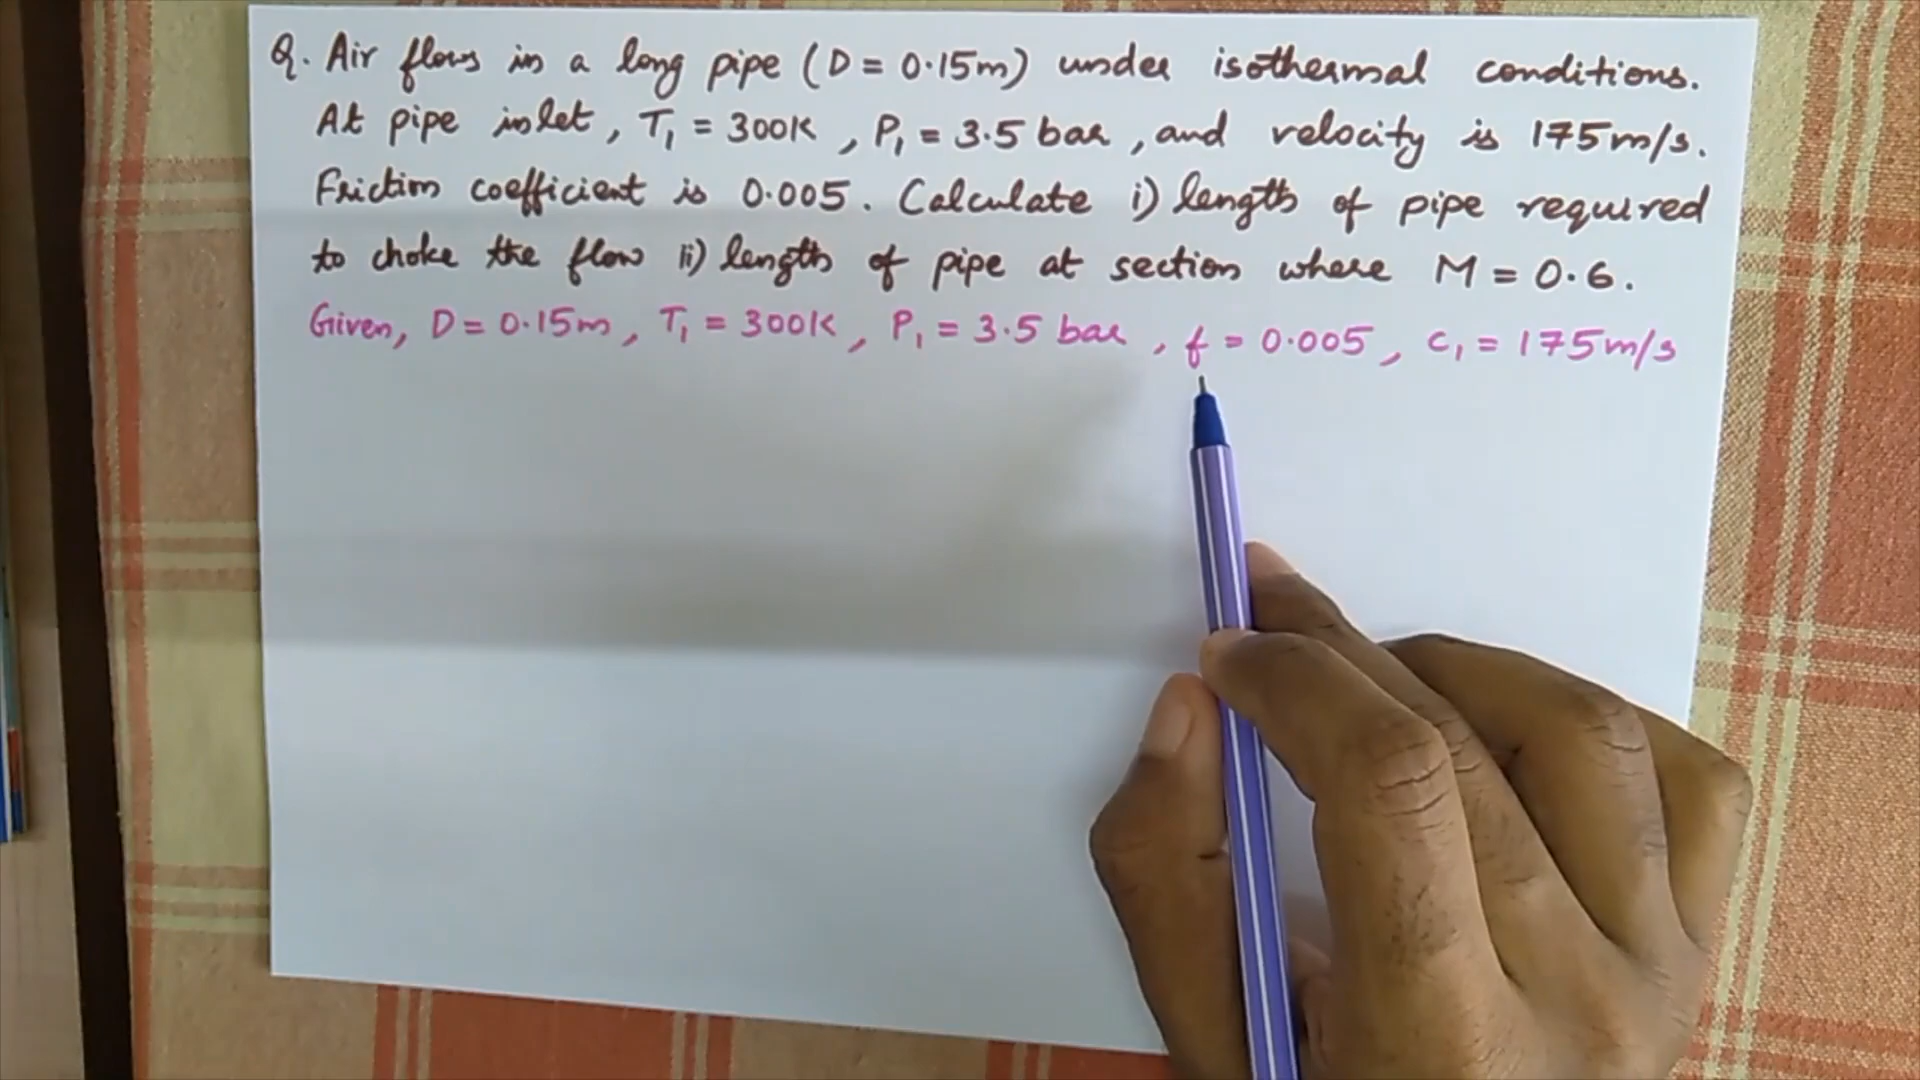 Q. Air flows in a long pipe (D = 0.15m) under isothermal conditions.
At pipe inlet, T₁ = 300K, P₁ = 3.5 bar, and velocity is 175m/s.
Friction coefficient is 0.005. Calculate i) length of pipe required
to choke the flow ii) length of pipe at section where M = 0.6.
Given, D = 0.15m, T₁ = 300K, P₁ = 3.5 bar, f = 0.005, C₁ = 175m/s